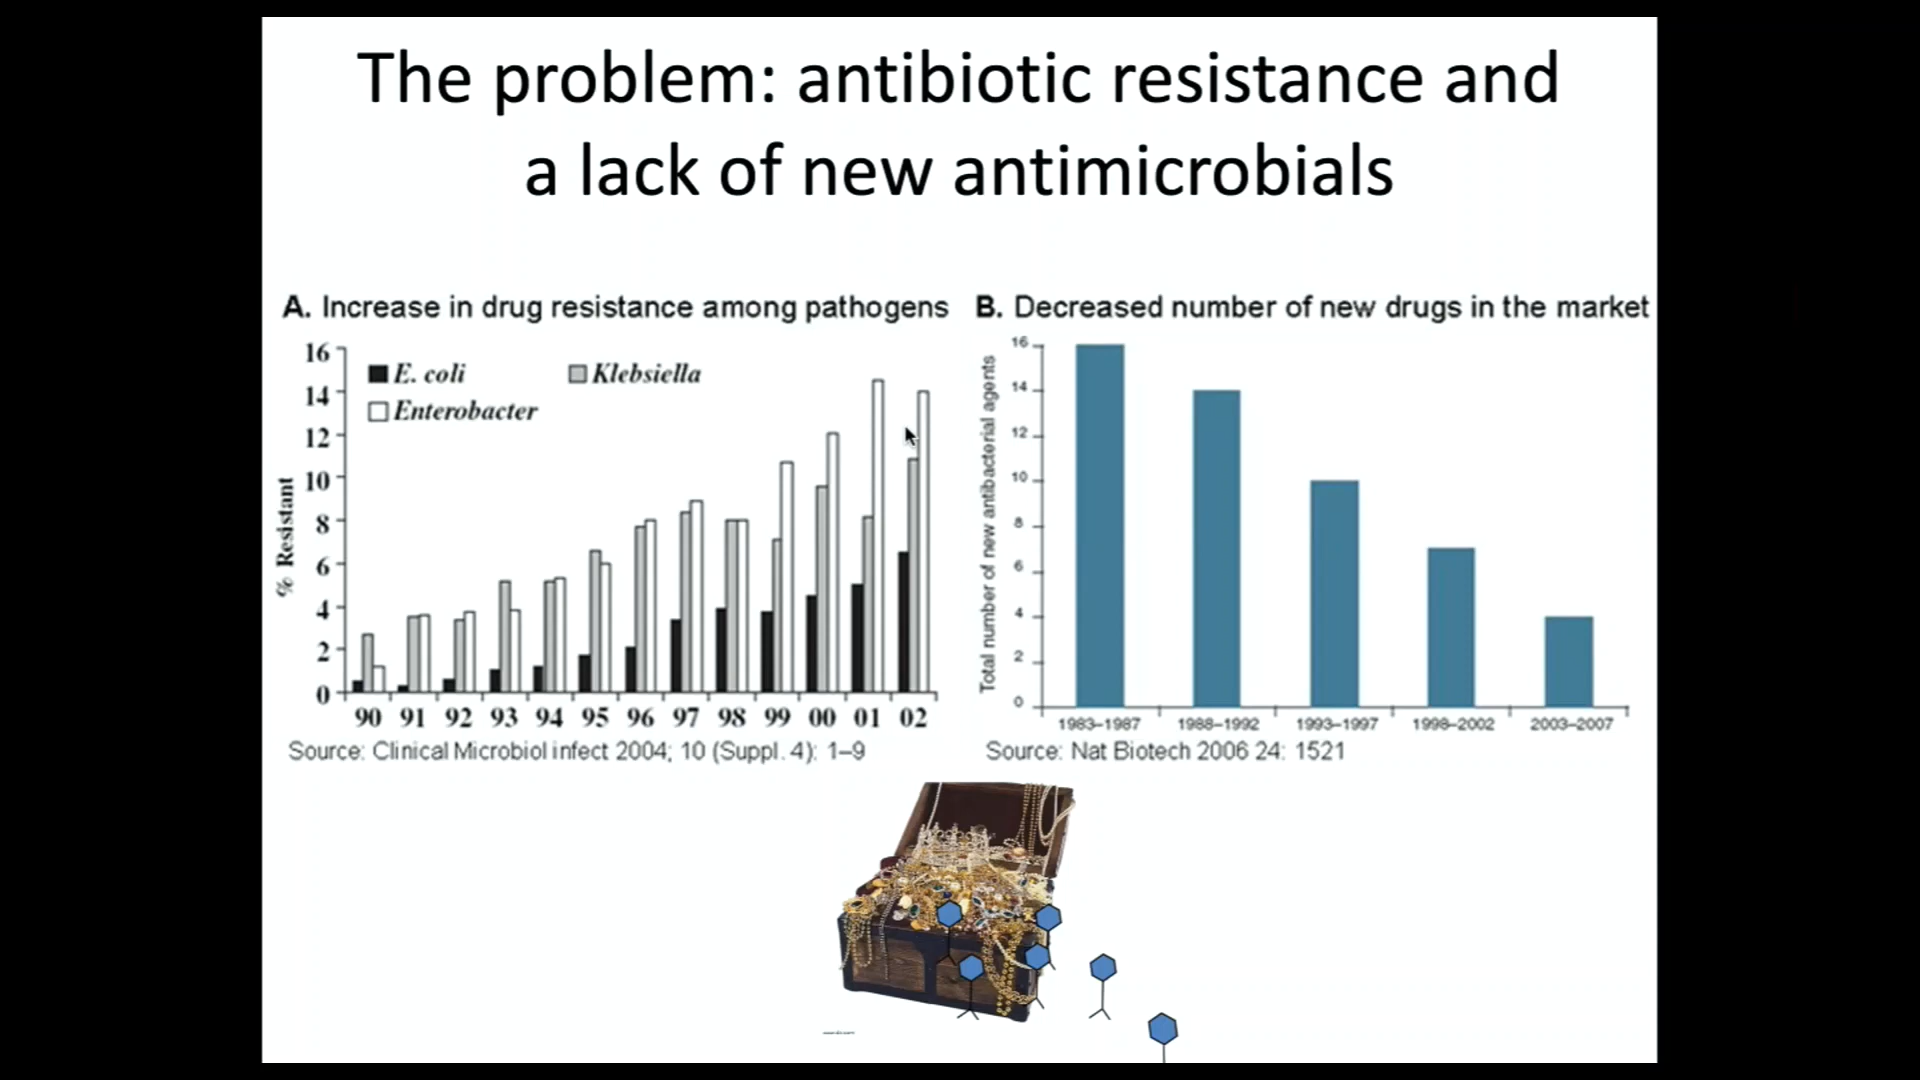 The problem: antibiotic resistance and
a lack of new antimicrobials
A. Increase in drug resistance among pathogens
16
14
12
10
8
6
4
2
0
% Resistant
E. coli
Klebsiella
Enterobacter
90 91 92 93 94 95 96 97 98 99 00 01 02
Source: Clinical Microbiol infect 2004; 10 (Suppl. 4): 1–9
B. Decreased number of new drugs in the market
Total number of new antibacterial agents
16
14
12
10
8
6
4
2
0
1983–1987 1988–1992 1993–1997 1998–2002 2003–2007
Source: Nat Biotech 2006 24: 1521